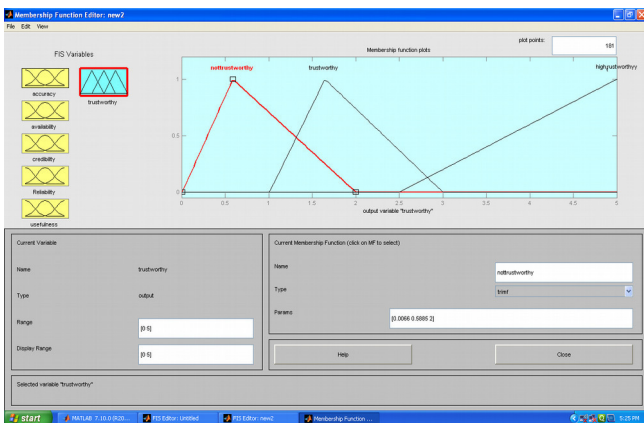 Membership Function Editor: new2
File Edit View
FIS Variables
plot points: 181
Membership function plots
accuracy
trustworthy
availability
credibility
Reliability
usefulness
nottrustworthy trustworthy
1
0.5
0
0 0.5 1 1.5 2 2.5 3 3.5 4 4.5 5
output variable "trustworthy"
Current Variable
Name trustworthy
Type output
Range [0 5]
Display Range [0 5]
Current Membership Function (click on MF to select)
Name nottrustworthy
Type trimf
Params [0.0066 0.5885 2]
Help Close
Selected variable "trustworthy"
start MATLAB 7.10.0 (R20... FIS Editor: Untitled FIS Editor: new2 Membership Function ... 5:25 PM